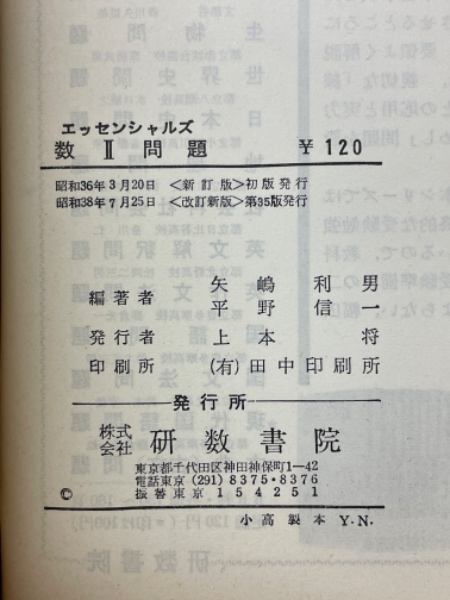 エッセンシャルズ
数 Ⅱ 問 題 ￥120
昭和36年3月20日 <新訂版>初版発行
昭和38年7月25日 <改訂新版>第35版発行
編著者 矢嶋利男
平野信一
発行者 上本将
印刷所 (有)田中印刷所
発行所
株式会社 研数書院
東京都千代田区神田神保町1—42
電話東京(291)8375・8376
振替東京154251
©
小高製本 Y.N.